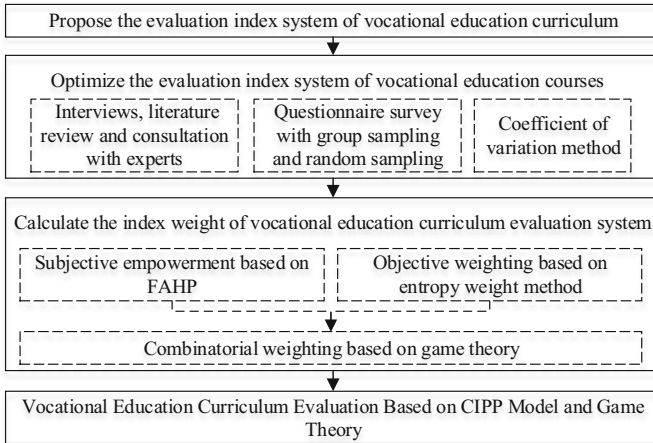 Propose the evaluation index system of vocational education curriculum
Optimize the evaluation index system of vocational education courses
Interviews, literature
review and consultation
with experts
Questionnaire survey
with group sampling
and random sampling
Coefficient of
variation method
Calculate the index weight of vocational education curriculum evaluation system
Subjective empowerment based on
FAHP
Objective weighting based on
entropy weight method
Combinatorial weighting based on game theory
Vocational Education Curriculum Evaluation Based on CIPP Model and Game
Theory